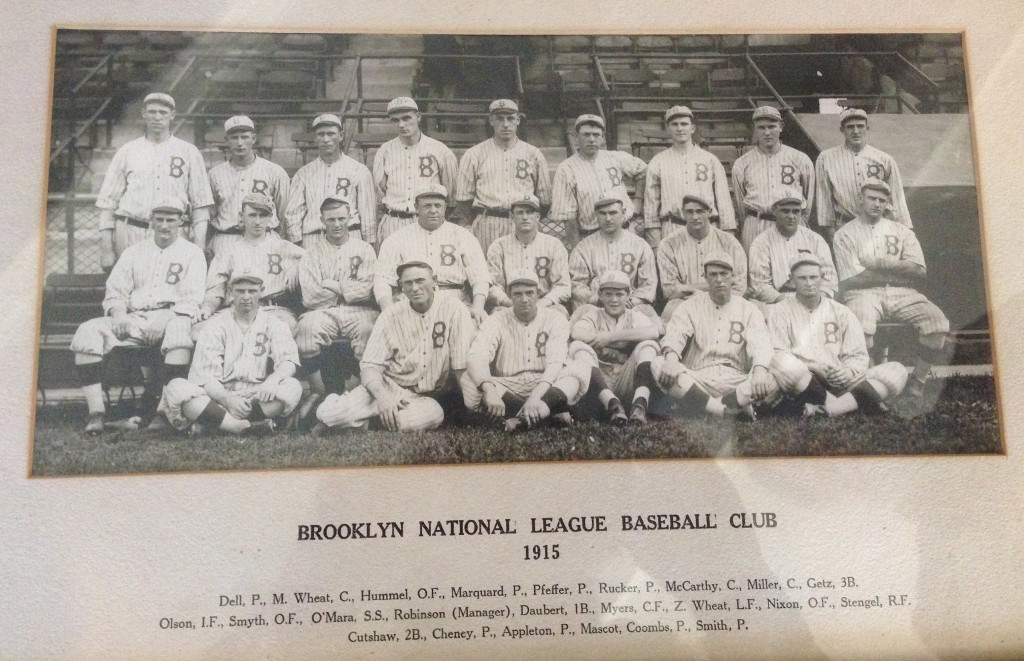 BROOKLYN NATIONAL LEAGUE BASEBALL CLUB
1915
Dell, P., M. Wheat, C., Hummel, O.F., Marquard, P., Pfeffer, P., Rucker, P., McCarthy, C., Miller, C., Getz, 3B.
Olson, I.F., Smyth, O.F., O'Mara, S.S., Robinson (Manager), Daubert, 1B., Myers, C.F., Z. Wheat, L.F., Nixon, O.F., Stengel, R.F.
Cutshaw, 2B., Cheney, P., Appleton, P., Mascot, Coombs, P., Smith, P.